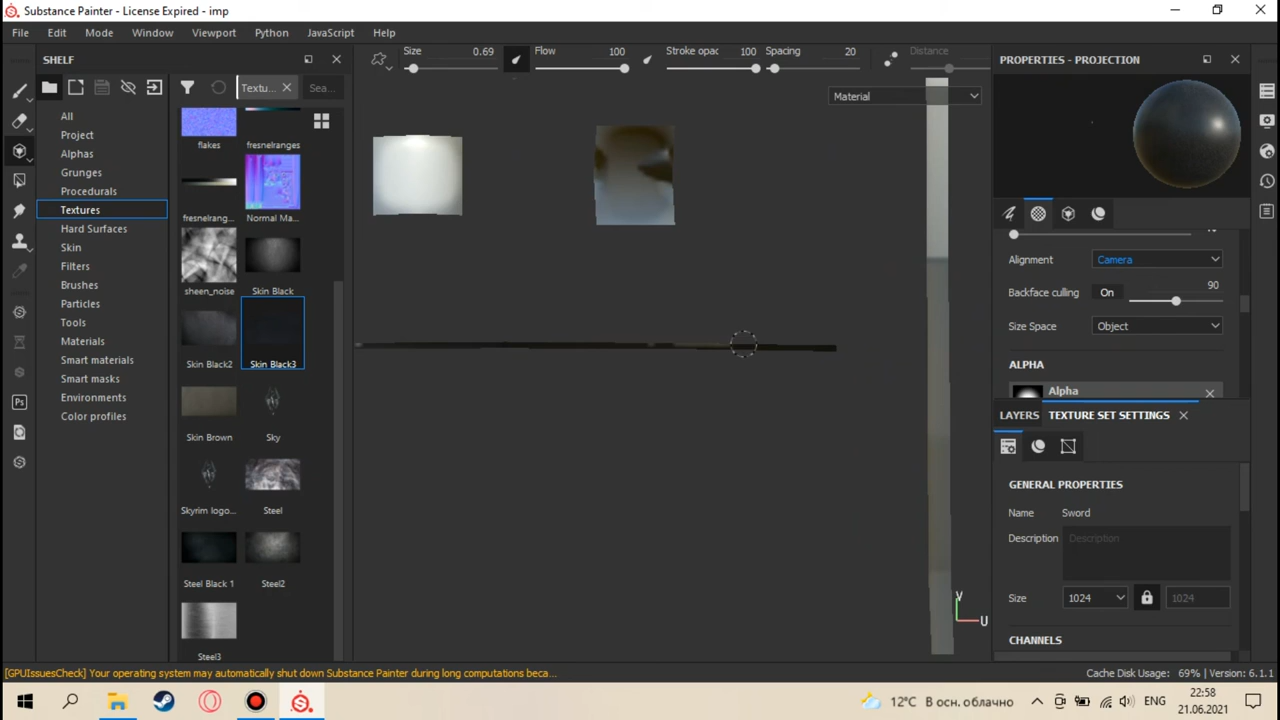 Substance Painter - License Expired - imp
File Edit Mode Window Viewport Python JavaScript Help
SHELF
Size 0.69 Flow 100 Stroke opac 100 Spacing 20 Distance
PROPERTIES - PROJECTION
Textu... Sea...
Material
All
Project
Alphas
Grunges
Procedurals
Textures
Hard Surfaces
Skin
Filters
Brushes
Particles
Tools
Materials
Smart materials
Smart masks
Environments
Color profiles
flakes fresnelranges
fresnelrang... Normal Ma...
sheen_noise Skin Black
Skin Black2 Skin Black3
Skin Brown Sky
Skyrim logo... Steel
Steel Black 1 Steel2
Steel3
Alignment Camera
Backface culling On 90
Size Space Object
ALPHA
Alpha
LAYERS TEXTURE SET SETTINGS
GENERAL PROPERTIES
Name Sword
Description Description
Size 1024 1024
CHANNELS
V
U
[GPUIssuesCheck] Your operating system may automatically shut down Substance Painter during long computations beca...
Cache Disk Usage: 69% | Version: 6.1.1
Ps
12°C В осн. облачно ENG 22:58
21.06.2021